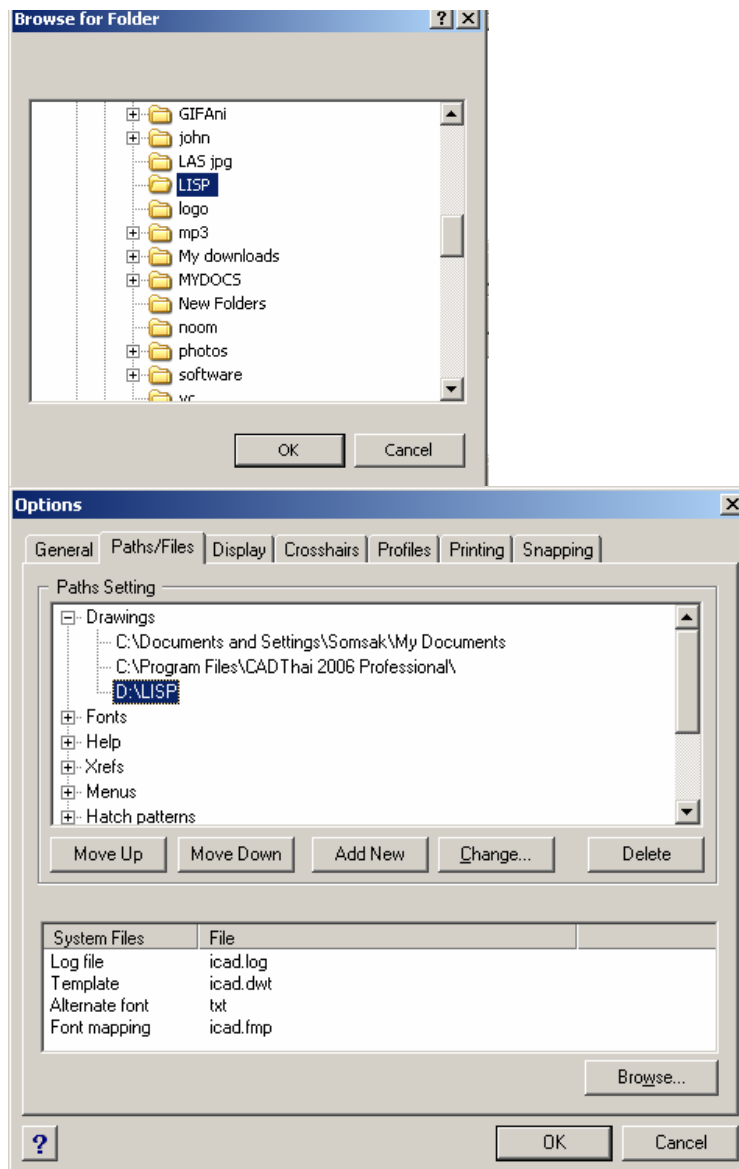 Browse for Folder
GIFAni
john
LAS jpg
LISP
logo
mp3
My downloads
MYDOCS
New Folders
noom
photos
software
vc
OK Cancel
Options
General Paths/Files Display Crosshairs Profiles Printing Snapping
Paths Setting
Drawings
C:\Documents and Settings\Somsak\My Documents
C:\Program Files\CADThai 2006 Professional\
D:\LISP
Fonts
Help
Xrefs
Menus
Hatch patterns
Move Up Move Down Add New Change... Delete
System Files File
Log file icad.log
Template icad.dwt
Alternate font txt
Font mapping icad.fmp
Browse...
? OK Cancel